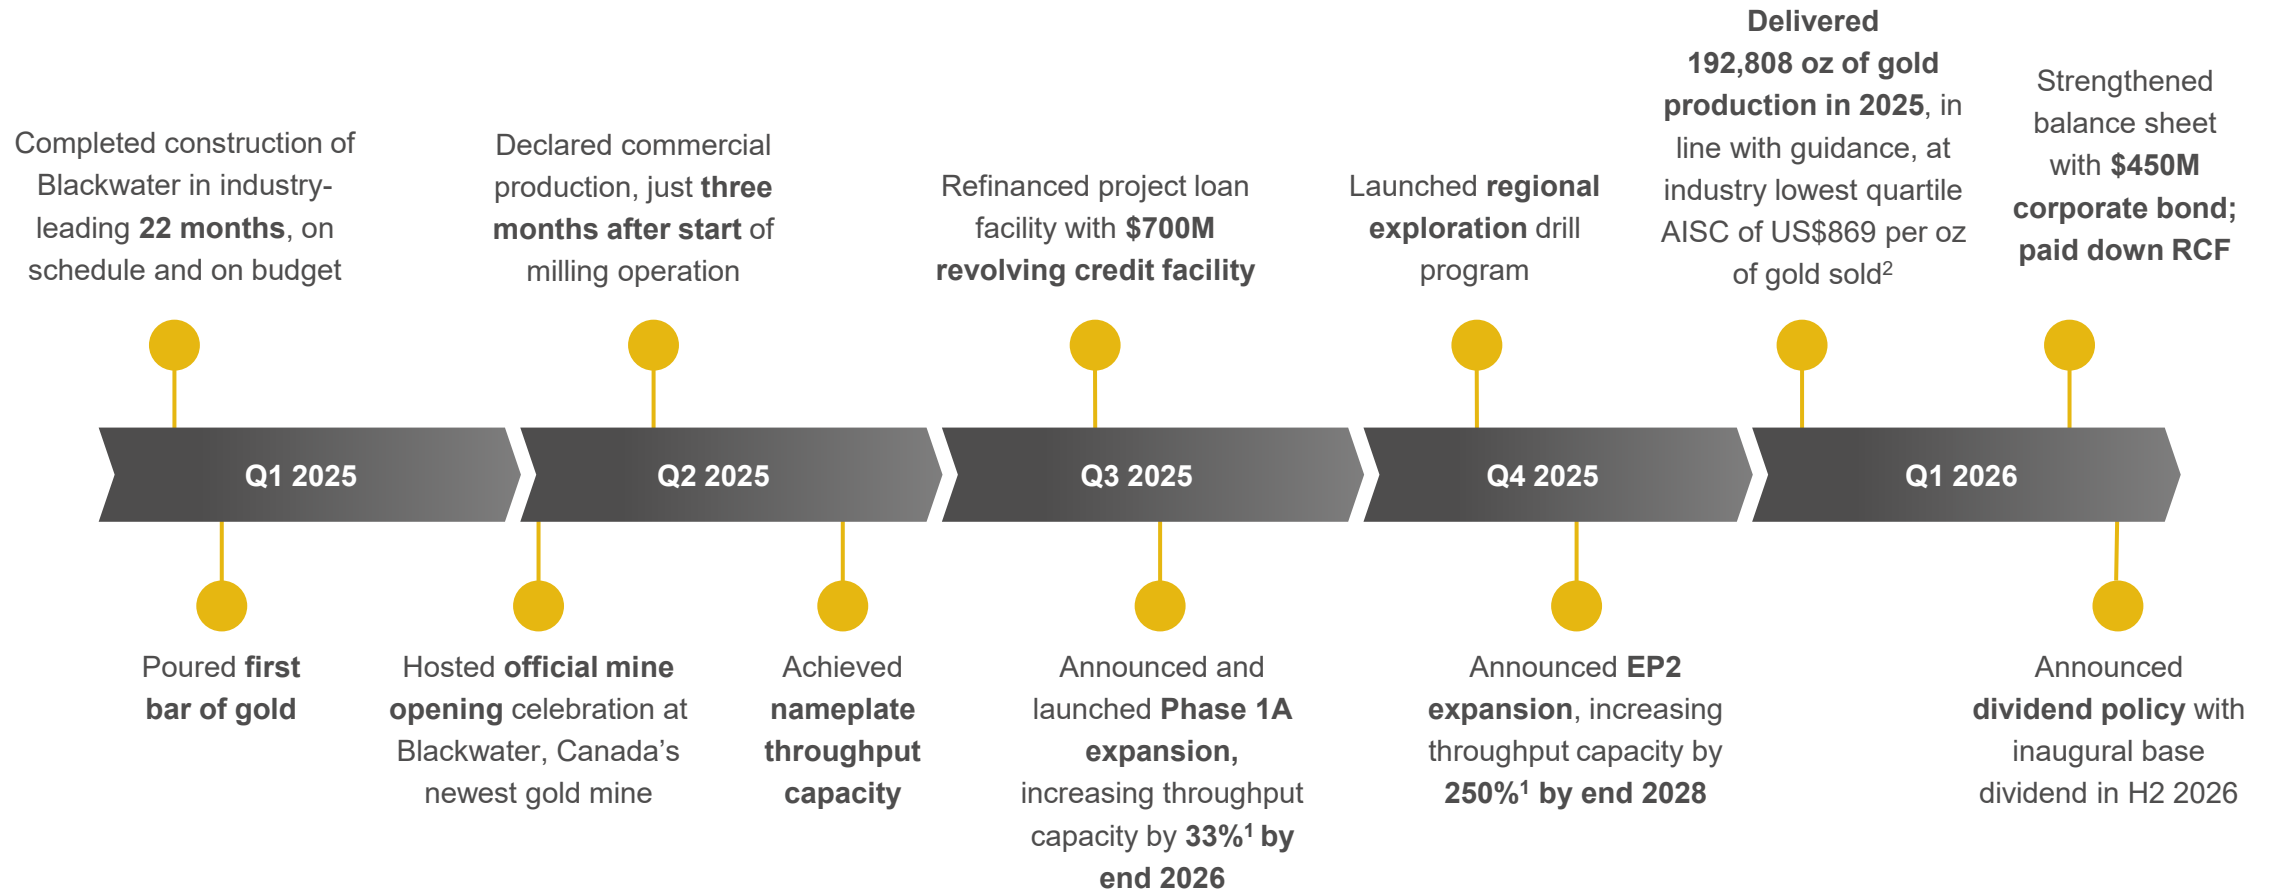 Completed construction of
Blackwater in industry-
leading 22 months, on
schedule and on budget
Declared commercial
production, just three
months after start of
milling operation
Refinanced project loan
facility with $700M
revolving credit facility
Launched regional
exploration drill
program
Delivered
192,808 oz of gold
production in 2025, in
line with guidance, at
industry lowest quartile
AISC of US$869 per oz
of gold sold²
Strengthened
balance sheet
with $450M
corporate bond;
paid down RCF
Q1 2025
Q2 2025
Q3 2025
Q4 2025
Q1 2026
Poured first
bar of gold
Hosted official mine
opening celebration at
Blackwater, Canada’s
newest gold mine
Achieved
nameplate
throughput
capacity
Announced and
launched Phase 1A
expansion,
increasing throughput
capacity by 33%¹ by
end 2026
Announced EP2
expansion, increasing
throughput capacity by
250%¹ by end 2028
Announced
dividend policy with
inaugural base
dividend in H2 2026